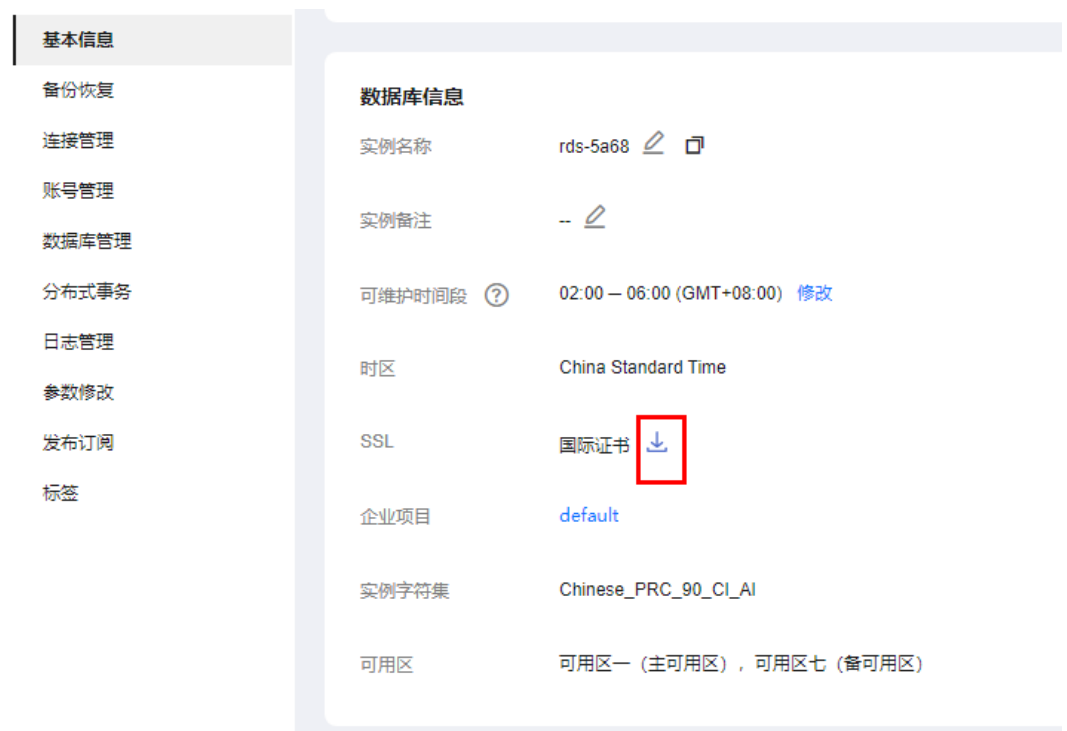 基本信息
备份恢复
连接管理
账号管理
数据库管理
分布式事务
日志管理
参数修改
发布订阅
标签
数据库信息
实例名称 rds-5a68
实例备注 --
可维护时间段 ? 02:00 — 06:00 (GMT+08:00) 修改
时区 China Standard Time
SSL 国际证书
企业项目 default
实例字符集 Chinese_PRC_90_CI_AI
可用区 可用区一（主可用区）, 可用区七（备可用区）